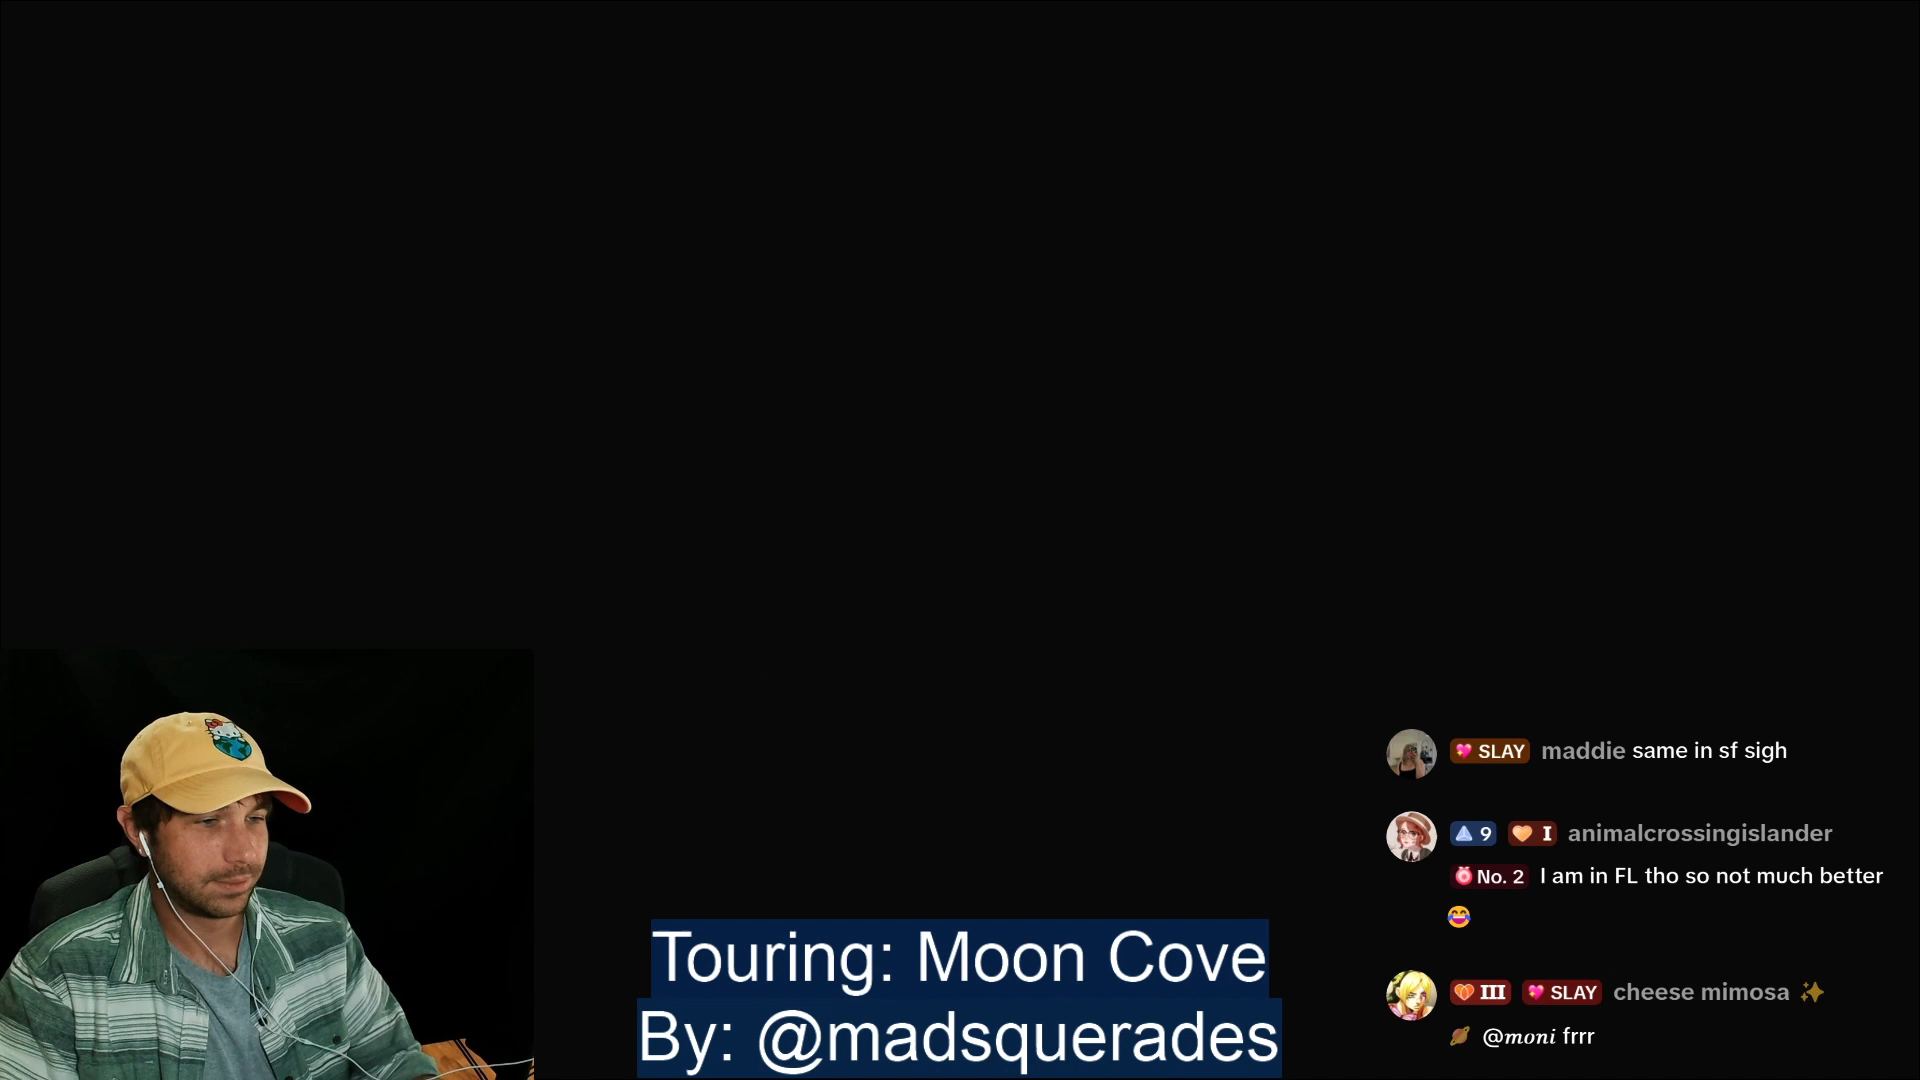 SLAY maddie same in sf sigh
9 I animalcrossingislander
No. 2 I am in FL tho so not much better
😂
III SLAY cheese mimosa ✨
🪐 @moni frrr
Touring: Moon Cove
By: @madsquerades